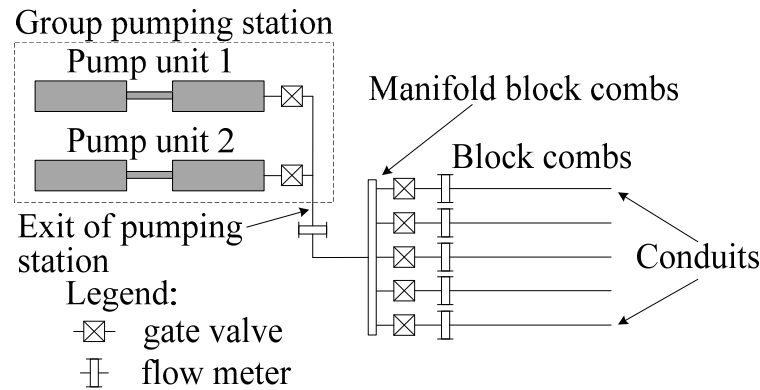 Group pumping station
Pump unit 1
Pump unit 2
Manifold block combs
Block combs
Exit of pumping
station
Conduits
Legend:
gate valve
flow meter